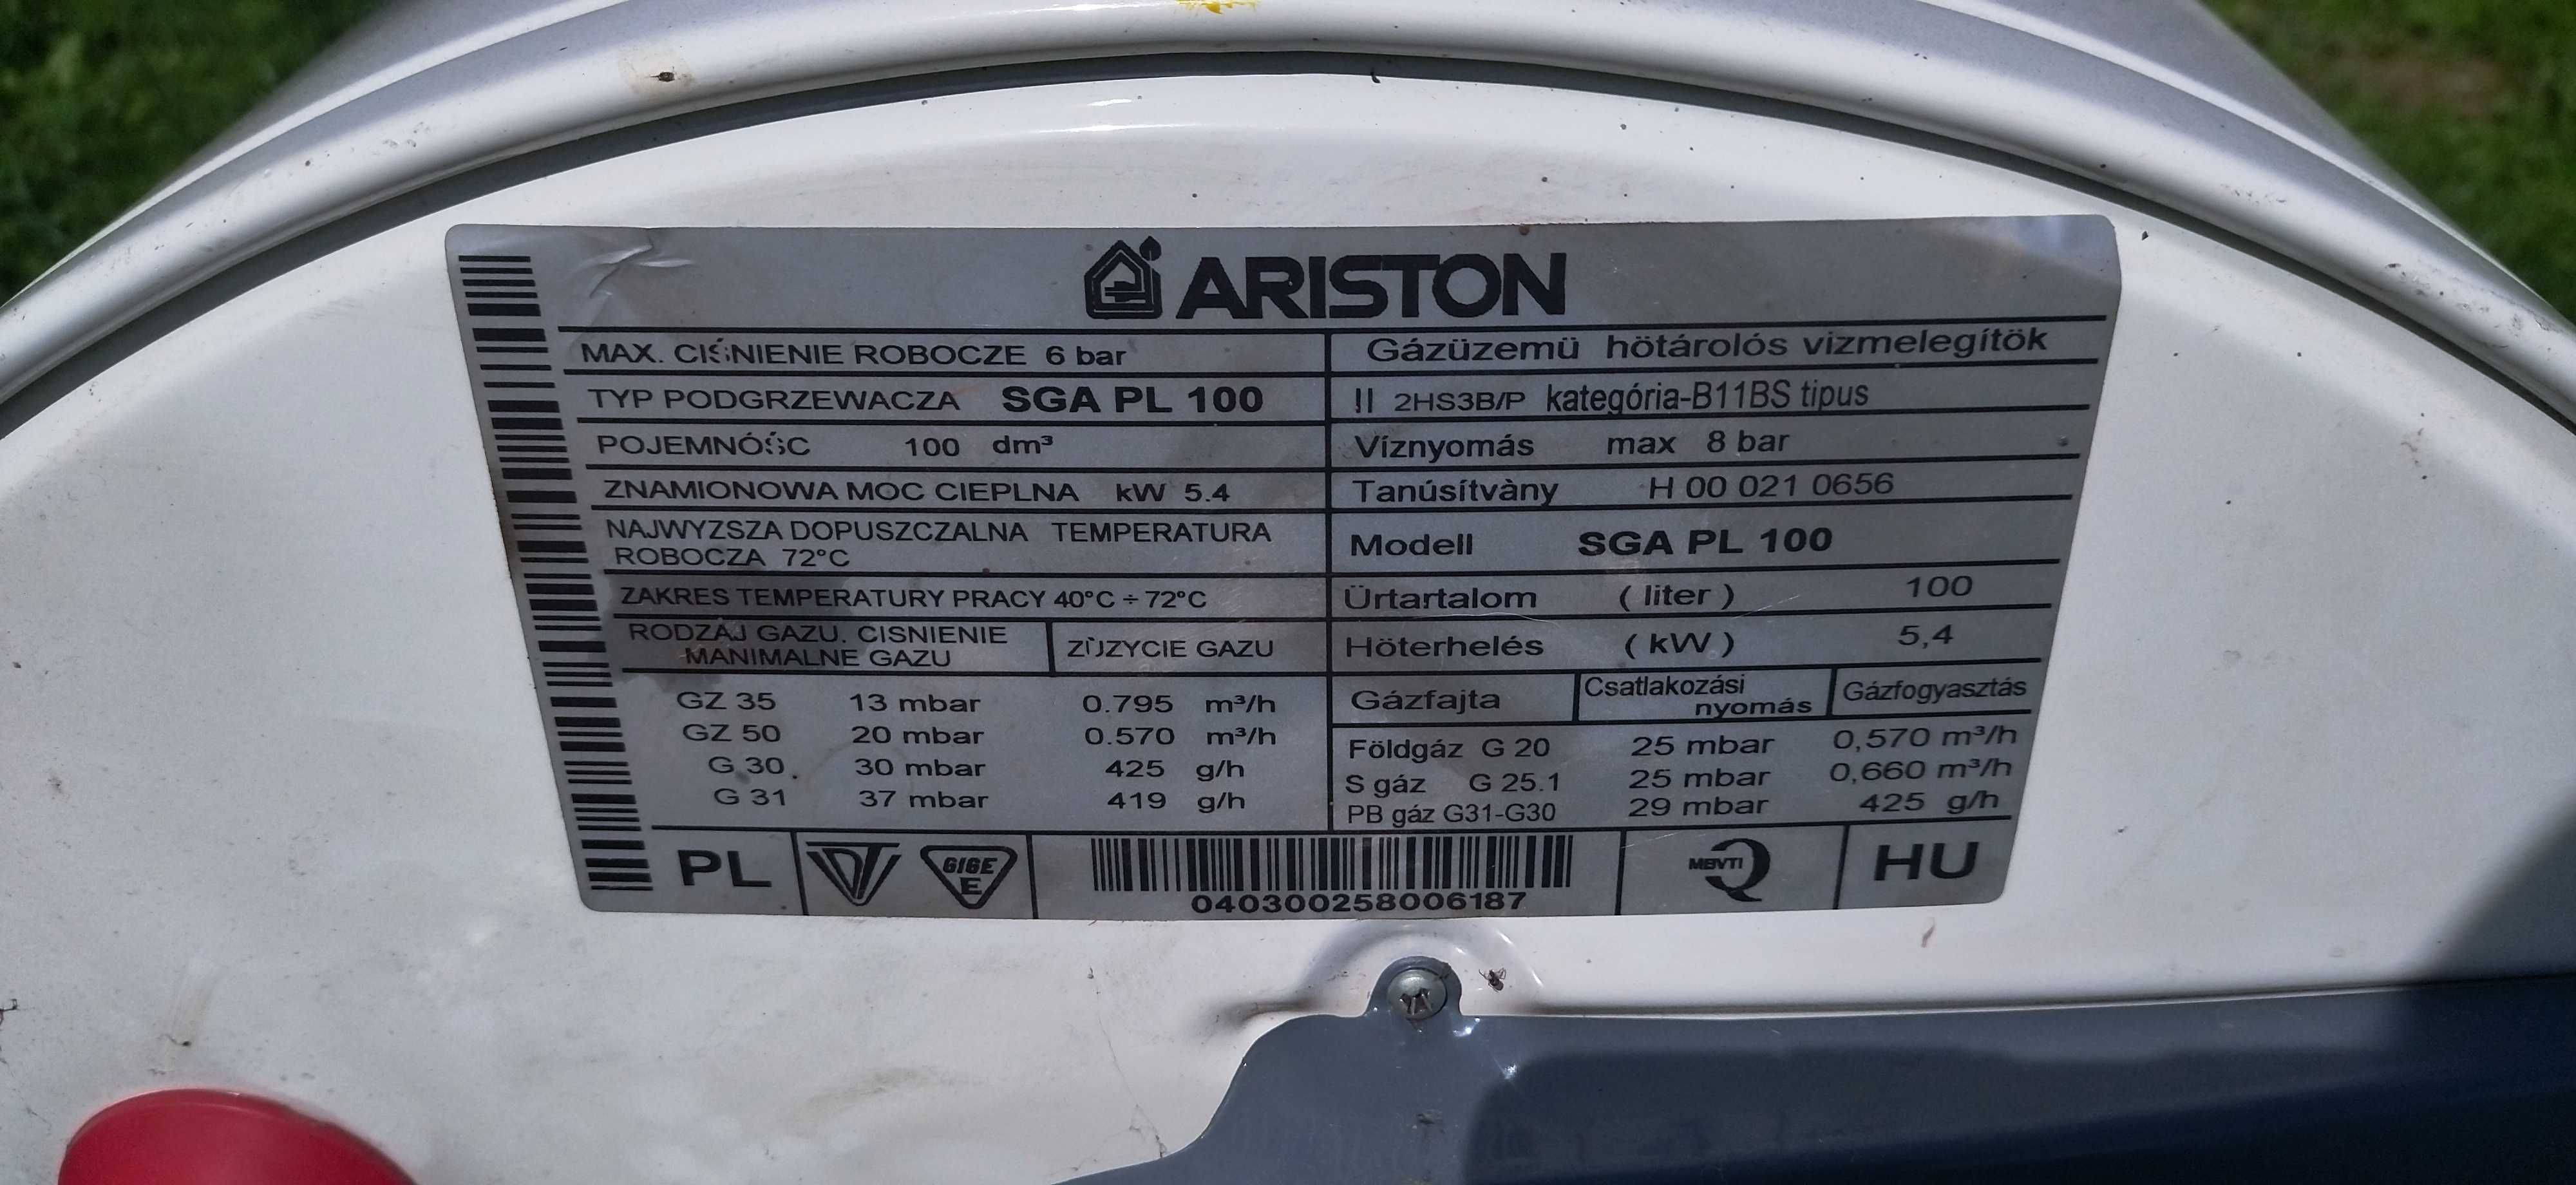 ARISTON
MAX. CIŚNIENIE ROBOCZE 6 bar
TYP PODGRZEWACZA SGA PL 100
POJEMNÓŚC 100 dm³
ZNAMIONOWA MOC CIEPLNA kW 5.4
NAJWYZSZA DOPUSZCZALNA TEMPERATURA
ROBOCZA 72°C
ZAKRES TEMPERATURY PRACY 40°C ÷ 72°C
RODZAJ GAZU. CISNIENIE
MANIMALNE GAZU
ZUZYCIE GAZU
GZ 35 13 mbar 0.795 m³/h
GZ 50 20 mbar 0.570 m³/h
G 30 30 mbar 425 g/h
G 31 37 mbar 419 g/h
Gázüzemü hötárolós vizmelegítök
II 2HS3B/P kategória-B11BS tipus
Víznyomás max 8 bar
Tanúsítvàny H 00 021 0656
Modell SGA PL 100
Ürtartalom ( liter ) 100
Höterhelés ( kW ) 5,4
Gázfajta
Csatlakozási
nyomás
Gázfogyasztás
Földgáz G 20 25 mbar 0,570 m³/h
S gáz G 25.1 25 mbar 0,660 m³/h
PB gáz G31-G30 29 mbar 425 g/h
PL
GIGE
E
040300258006187
HU